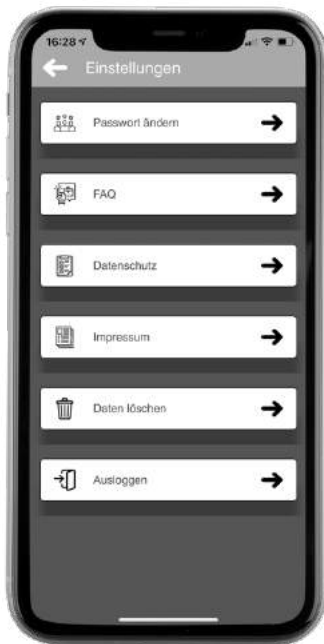 16:28
Einstellungen
Passwort ändern
FAQ
Datenschutz
Impressum
Daten löschen
Ausloggen